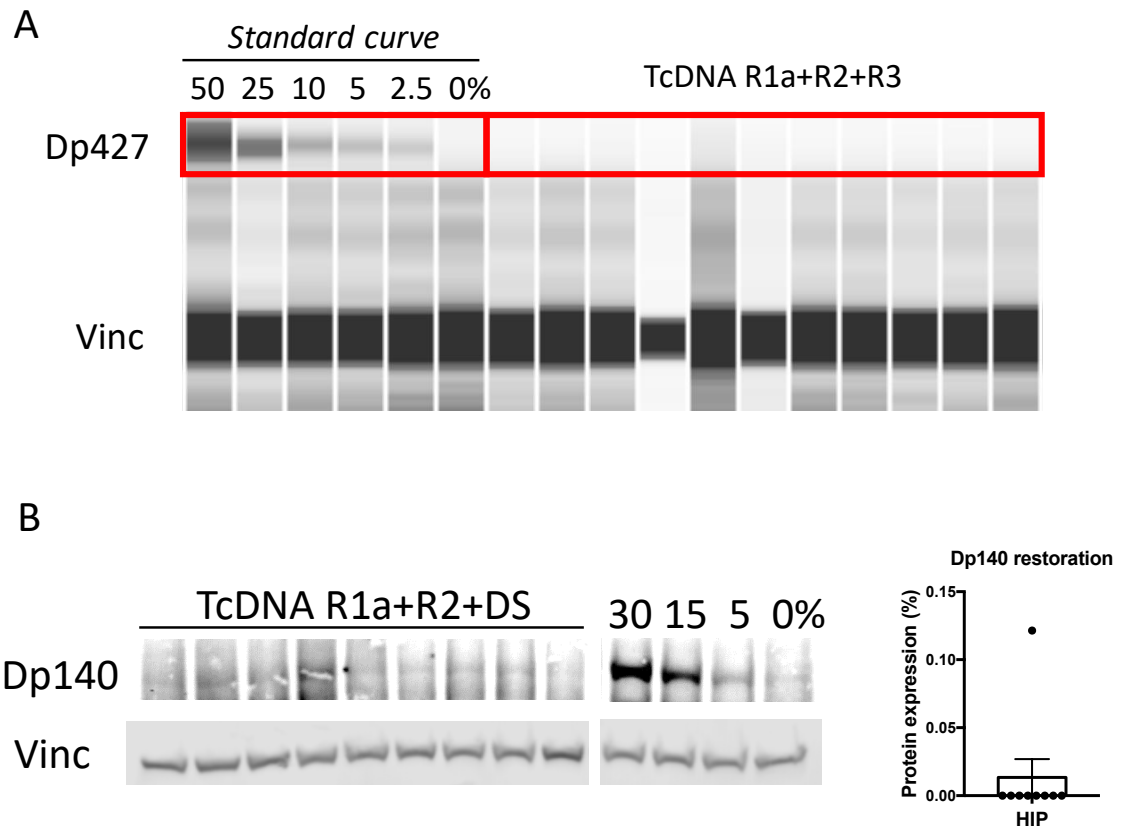 A
Standard curve
50 25 10 5 2.5 0%
TcDNA R1a+R2+R3
Dp427
Vinc
B
TcDNA R1a+R2+DS
30 15 5 0%
Dp140
Vinc
Dp140 restoration
Protein expression (%)
0.15
0.10
0.05
0.00
HIP